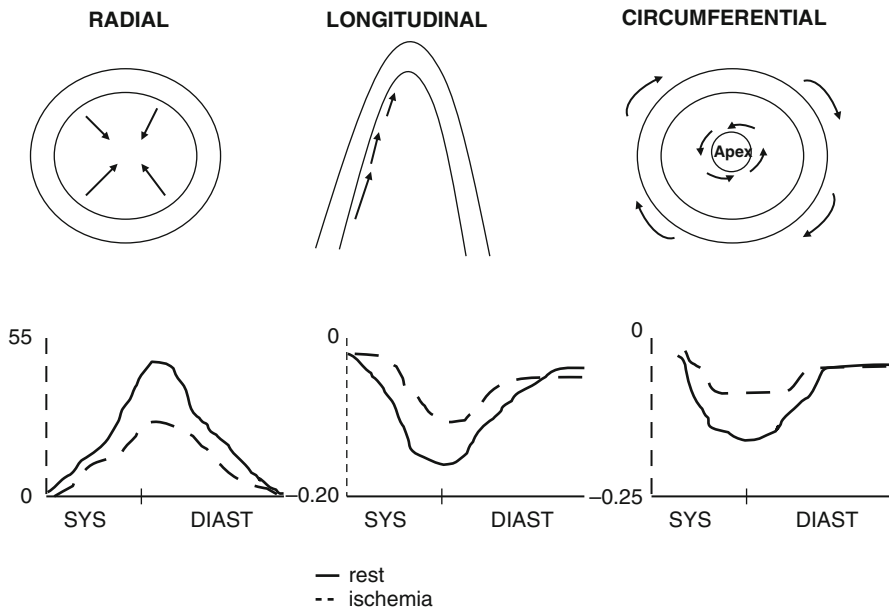 RADIAL LONGITUDINAL CIRCUMFERENTIAL
Apex
55 0 0
0 –0.20 –0.25
SYS DIAST SYS DIAST SYS DIAST
rest
ischemia